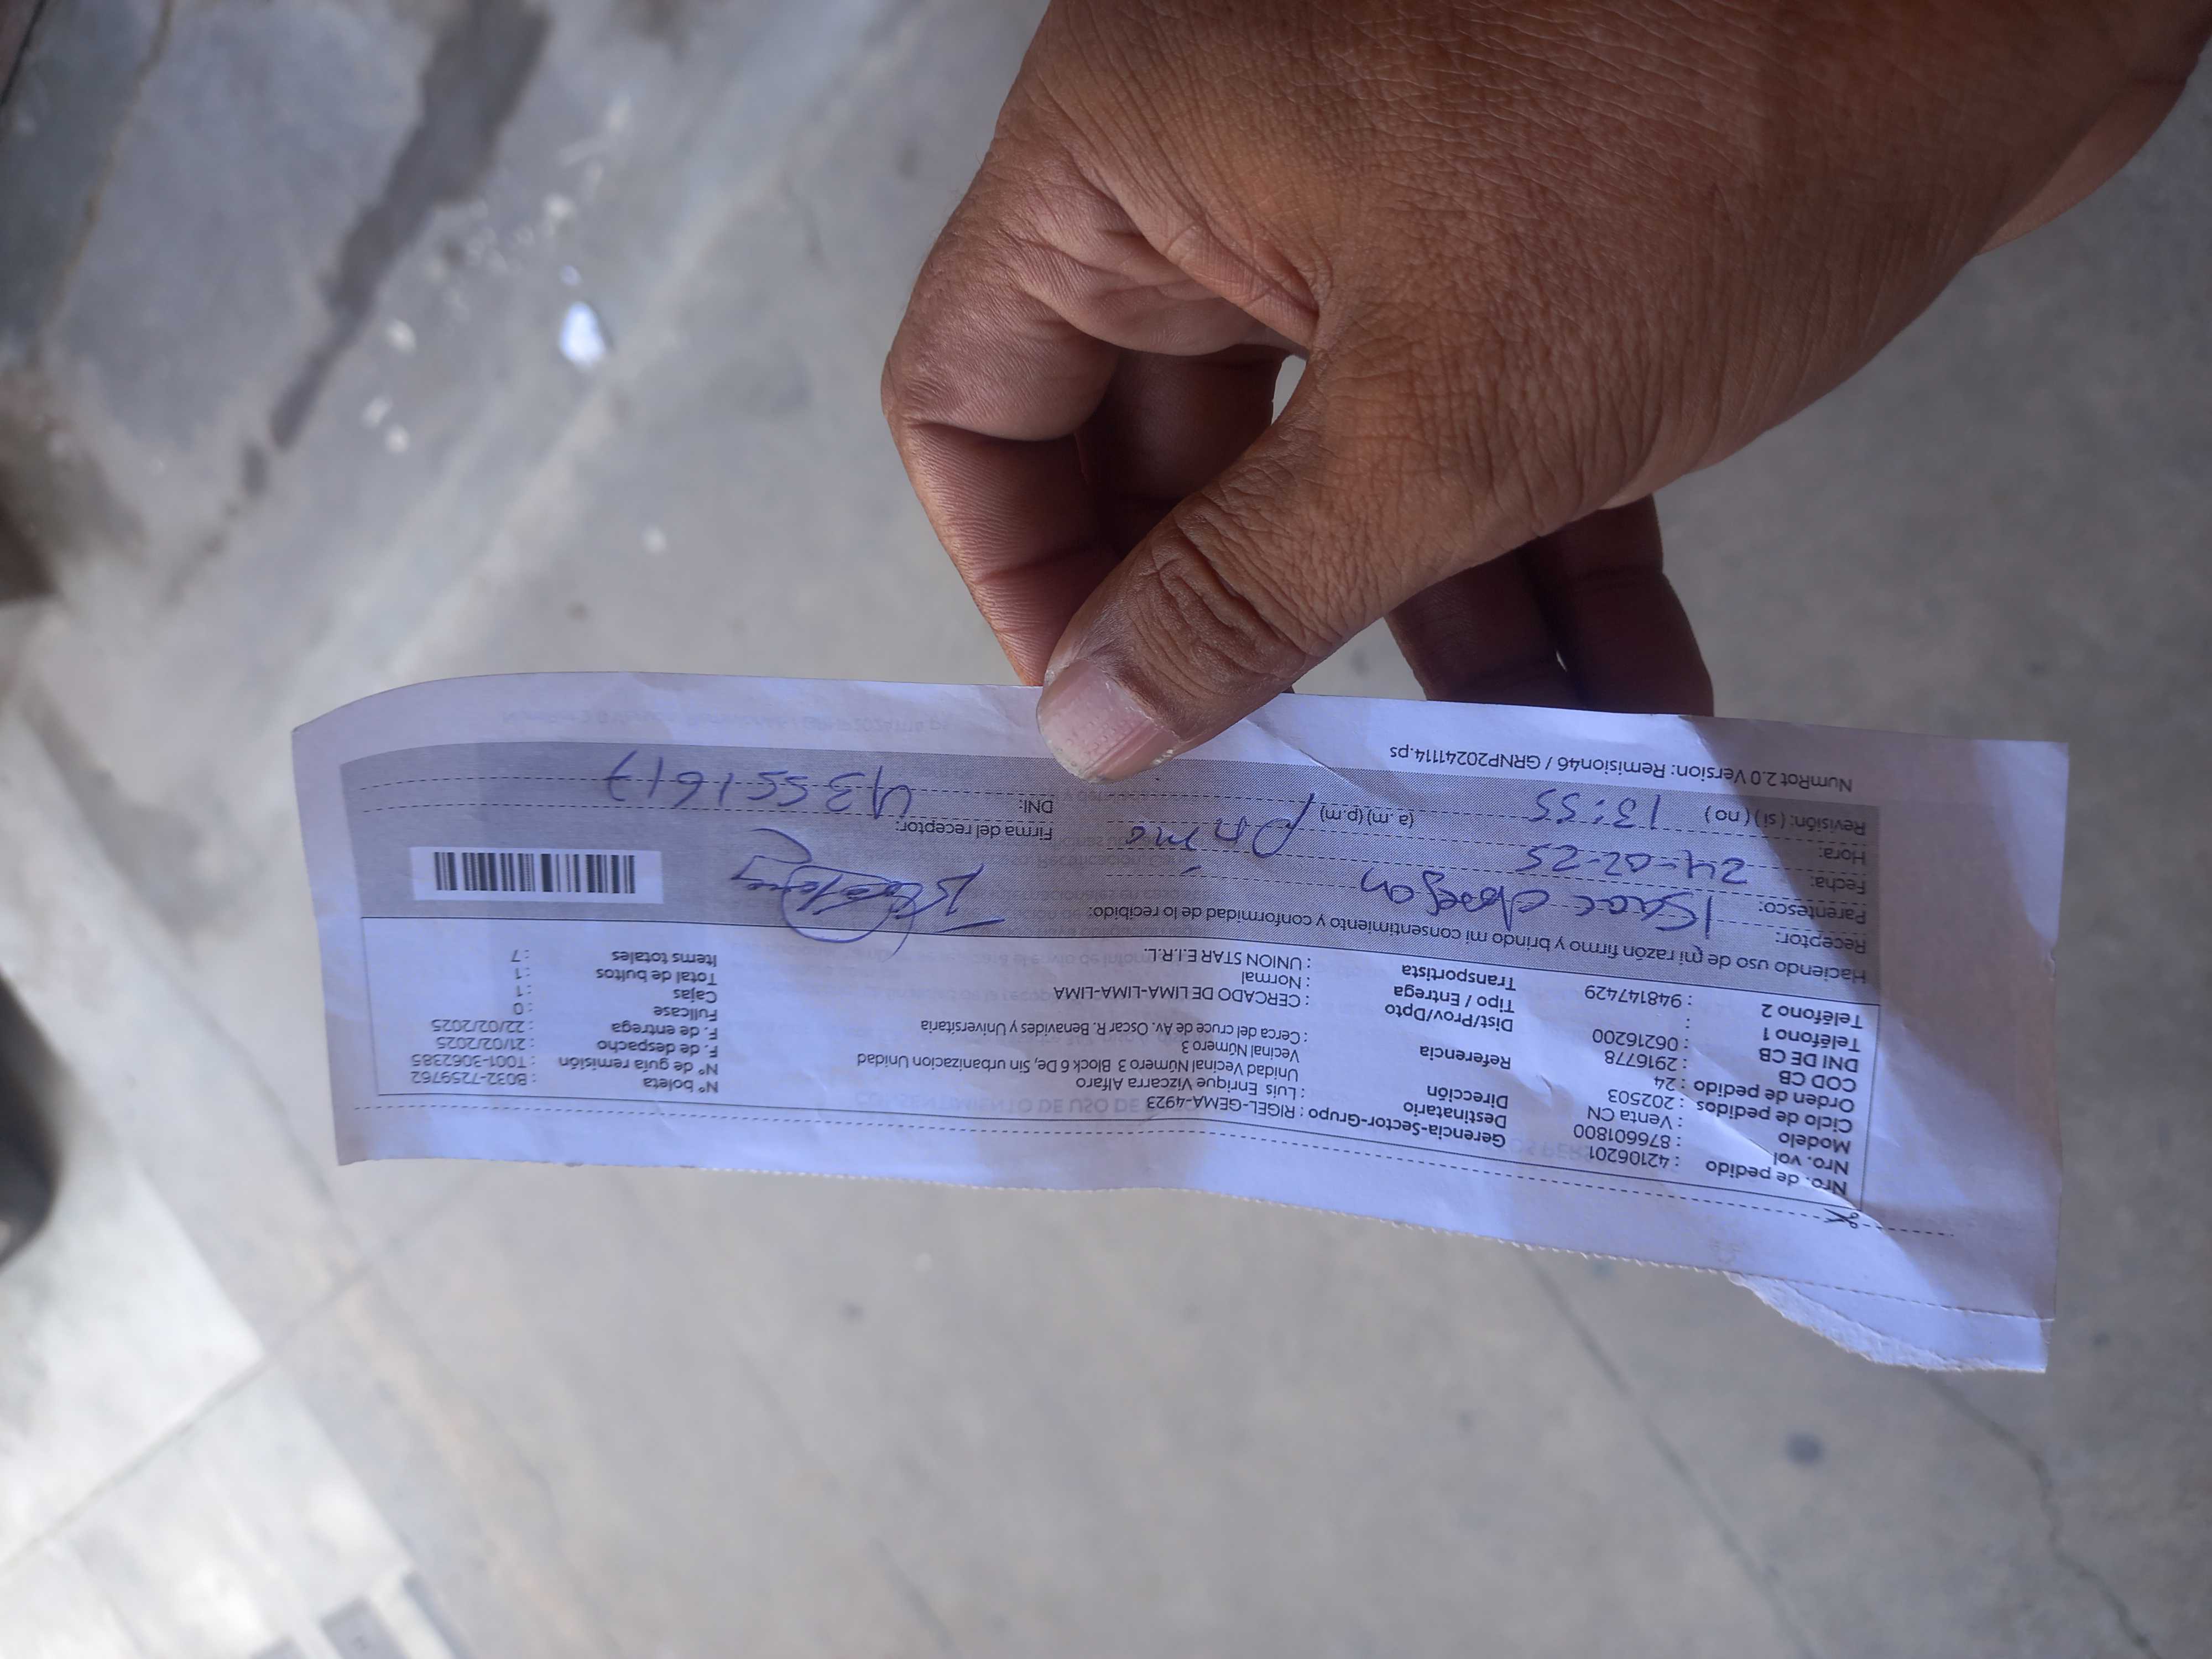 Nro. de pedido : 42106201 Gerencia-Sector-Grupo : RIGEL-GEMA-4923 Nº boleta : B032-7259762
Nro. vol : 876601800 Destinatario : Luis Enrique Vizcarra Alfaro Nº de guía remisión : T001-3062385
Modelo : Venta CN Dirección Unidad Vecinal Número 3 Block 6 De, Sin urbanizacion Unidad F. de despacho : 21/02/2025
Ciclo de pedidos : 202503 Vecinal Número 3 F. de entrega : 22/02/2025
Orden de pedido : 24 Referencia : Cerca del cruce de Av. Oscar R. Benavides y Universitaria Fullcase : 0
COD CB : 2916778 Dist/Prov/Dpto : CERCADO DE LIMA-LIMA-LIMA Cajas : 1
DNI DE CB : 06216200 Tipo / Entrega : Normal Total de bultos : 1
Teléfono 1 : Transportista : UNION STAR E.I.R.L. Items totales : 7
Teléfono 2 : 948147429
Haciendo uso de mi razón firmo y brindo mi consentimiento y conformidad de lo recibido:
Receptor: Isaac Obregon
Parentesco:
Fecha: 24-02-25 Firma del receptor:
Hora: 13:55 (a. m) (p.m) DNI: 43551617
Revisión: ( si ) ( no )
NumRot 2.0 Version: Remision46 / GRNP20241114.ps